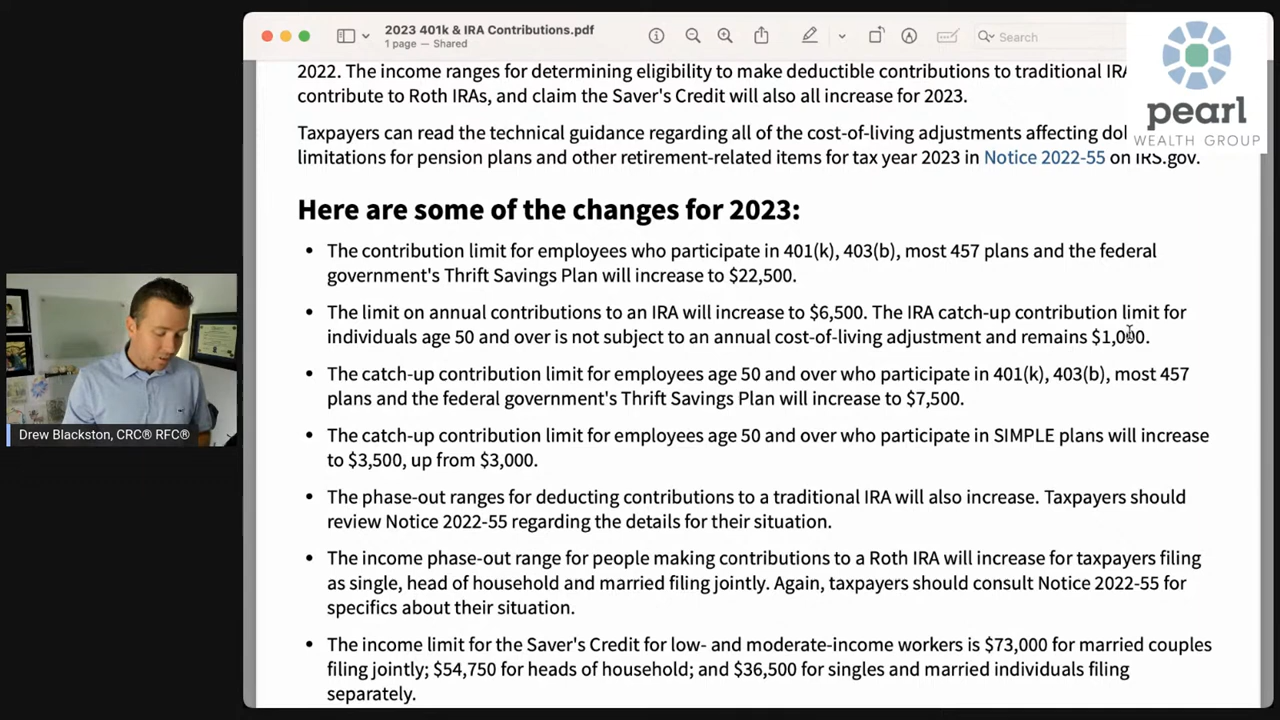 2023 401k & IRA Contributions.pdf
1 page – Shared
Search
pearl
WEALTH GROUP
2022. The income ranges for determining eligibility to make deductible contributions to traditional
contribute to Roth IRAs, and claim the Saver's Credit will also all increase for 2023.
Taxpayers can read the technical guidance regarding all of the cost-of-living adjustments affecting
limitations for pension plans and other retirement-related items for tax year 2023 in Notice 2022-55 on IRS.gov.
Here are some of the changes for 2023:
• The contribution limit for employees who participate in 401(k), 403(b), most 457 plans and the federal
government's Thrift Savings Plan will increase to $22,500.
• The limit on annual contributions to an IRA will increase to $6,500. The IRA catch-up contribution limit for
individuals age 50 and over is not subject to an annual cost-of-living adjustment and remains $1,000.
• The catch-up contribution limit for employees age 50 and over who participate in 401(k), 403(b), most 457
plans and the federal government's Thrift Savings Plan will increase to $7,500.
• The catch-up contribution limit for employees age 50 and over who participate in SIMPLE plans will increase
to $3,500, up from $3,000.
• The phase-out ranges for deducting contributions to a traditional IRA will also increase. Taxpayers should
review Notice 2022-55 regarding the details for their situation.
• The income phase-out range for people making contributions to a Roth IRA will increase for taxpayers filing
as single, head of household and married filing jointly. Again, taxpayers should consult Notice 2022-55 for
specifics about their situation.
• The income limit for the Saver's Credit for low- and moderate-income workers is $73,000 for married couples
filing jointly; $54,750 for heads of household; and $36,500 for singles and married individuals filing
separately.
Drew Blackston, CRC® RFC®